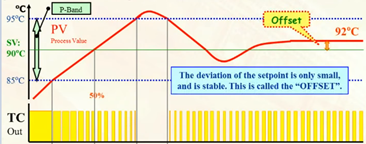 °C
P-Band
95°C
PV
Process Value
SV:
90°C
Offset
92°C
85°C
50%
The deviation of the setpoint is only small,
and is stable. This is called the “OFFSET”.
TC
Out